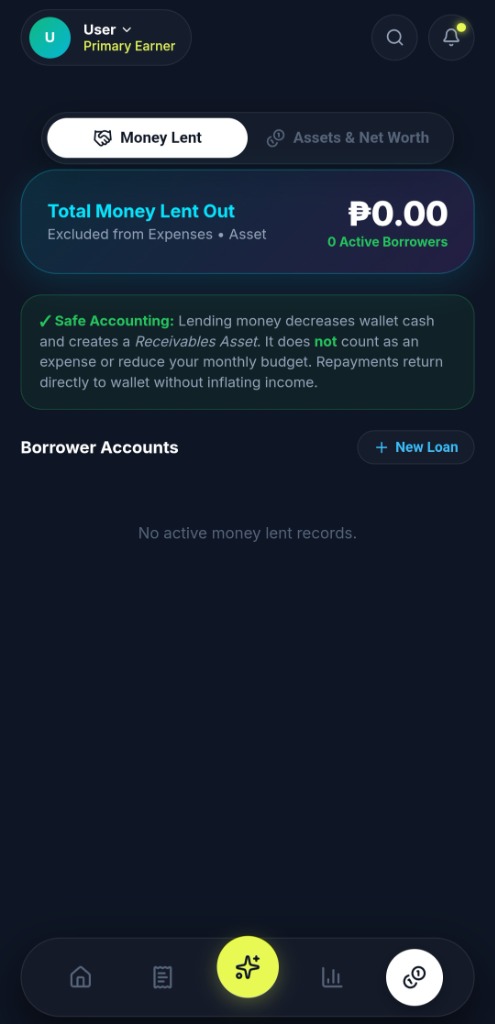 U
User
Primary Earner
Money Lent
Assets & Net Worth
Total Money Lent Out
₱0.00
Excluded from Expenses • Asset
0 Active Borrowers
✓ Safe Accounting: Lending money decreases wallet cash
and creates a Receivables Asset. It does not count as an
expense or reduce your monthly budget. Repayments return
directly to wallet without inflating income.
Borrower Accounts
+ New Loan
No active money lent records.